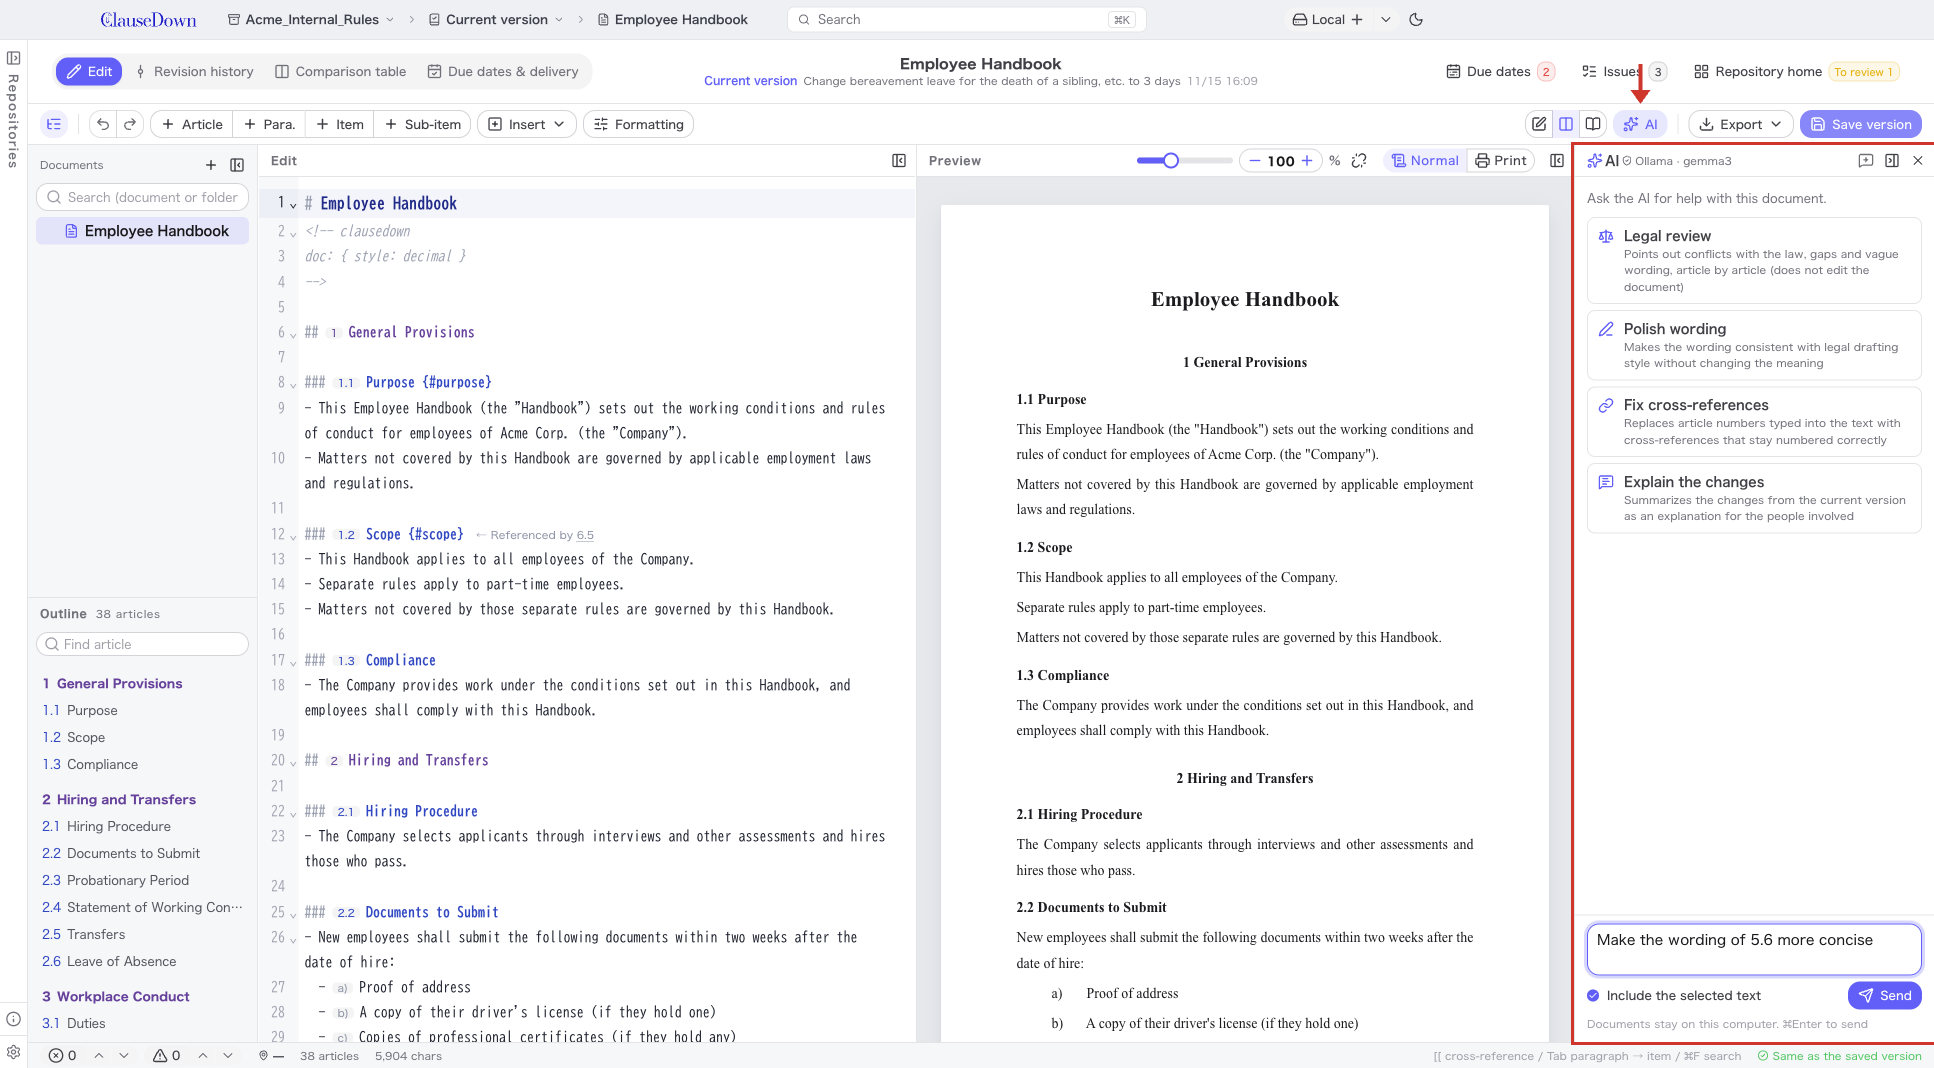 ClauseDown
Acme_Internal_Rules
Current version
Employee Handbook
Search
⌘K
Local
Repositories
Edit
Revision history
Comparison table
Due dates & delivery
Employee Handbook
Current version Change bereavement leave for the death of a sibling, etc. to 3 days 11/15 16:09
Due dates 2
Issues 3
Repository home To review 1
+ Article
+ Para.
+ Item
+ Sub-item
Insert
Formatting
AI
Export
Save version
Documents
Search (document or folder
Employee Handbook
Outline 38 articles
Find article
1 General Provisions
1.1 Purpose
1.2 Scope
1.3 Compliance
2 Hiring and Transfers
2.1 Hiring Procedure
2.2 Documents to Submit
2.3 Probationary Period
2.4 Statement of Working Con···
2.5 Transfers
2.6 Leave of Absence
3 Workplace Conduct
3.1 Duties
Edit
1 # Employee Handbook
2 <!-- clausedown
3 doc: { style: decimal }
4 -->
5
6 ## 1 General Provisions
7
8 ### 1.1 Purpose {#purpose}
9 - This Employee Handbook (the "Handbook") sets out the working conditions and rules
of conduct for employees of Acme Corp. (the "Company").
10 - Matters not covered by this Handbook are governed by applicable employment laws
and regulations.
11
12 ### 1.2 Scope {#scope} ← Referenced by 6.5
13 - This Handbook applies to all employees of the Company.
14 - Separate rules apply to part-time employees.
15 - Matters not covered by those separate rules are governed by this Handbook.
16
17 ### 1.3 Compliance
18 - The Company provides work under the conditions set out in this Handbook, and
employees shall comply with this Handbook.
19
20 ## 2 Hiring and Transfers
21
22 ### 2.1 Hiring Procedure
23 - The Company selects applicants through interviews and other assessments and hires
those who pass.
24
25 ### 2.2 Documents to Submit
26 - New employees shall submit the following documents within two weeks after the
date of hire:
27 - a) Proof of address
28 - b) A copy of their driver's license (if they hold one)
29 - c) Copies of professional certificates (if they hold any)
Preview
− 100 + %
Normal
Print
Employee Handbook
1 General Provisions
1.1 Purpose
This Employee Handbook (the "Handbook") sets out the working conditions and
rules of conduct for employees of Acme Corp. (the "Company").
Matters not covered by this Handbook are governed by applicable employment
laws and regulations.
1.2 Scope
This Handbook applies to all employees of the Company.
Separate rules apply to part-time employees.
Matters not covered by those separate rules are governed by this Handbook.
1.3 Compliance
The Company provides work under the conditions set out in this Handbook, and
employees shall comply with this Handbook.
2 Hiring and Transfers
2.1 Hiring Procedure
The Company selects applicants through interviews and other assessments and
hires those who pass.
2.2 Documents to Submit
New employees shall submit the following documents within two weeks after the
date of hire:
a) Proof of address
b) A copy of their driver's license (if they hold one)
AI Ollama · gemma3
Ask the AI for help with this document.
Legal review
Points out conflicts with the law, gaps and vague
wording, article by article (does not edit the
document)
Polish wording
Makes the wording consistent with legal drafting
style without changing the meaning
Fix cross-references
Replaces article numbers typed into the text with
cross-references that stay numbered correctly
Explain the changes
Summarizes the changes from the current version
as an explanation for the people involved
Make the wording of 5.6 more concise
Include the selected text
Send
Documents stay on this computer. ⌘Enter to send
0
0
—
38 articles
5,904 chars
[[ cross-reference / Tab paragraph → item / ⌘F search
Same as the saved version